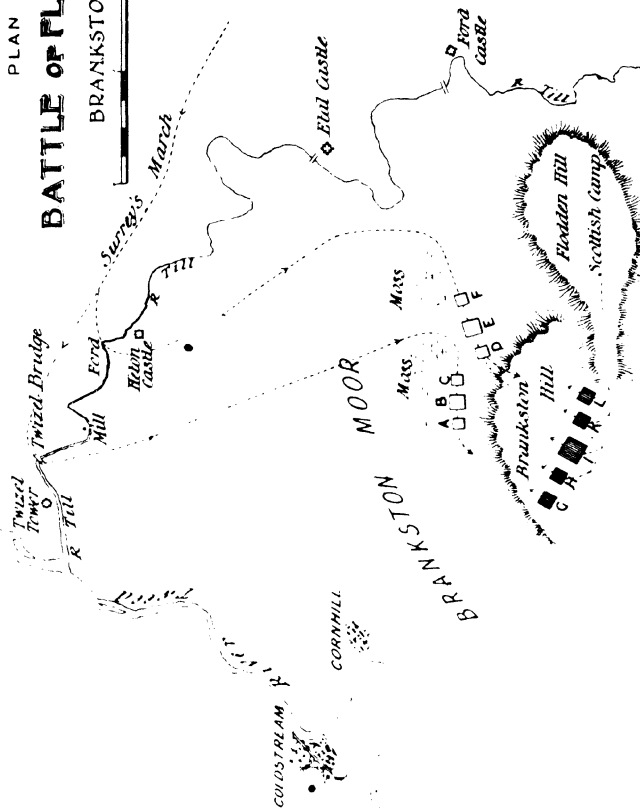 PLAN
BATTLE OF FL
BRANKSTO
Surrey's March
Etal Castle
Ford
Castle
R Till
Twizel Bridge
Twizel
Tower
R Till
Mill
Ford
Heton
Castle
R Till
Moss
Moss
Flodden Hill
Scottish Camp
BRANKSTON MOOR
A B C D E F
Brankston
Hill
G H I K L
River
CORNHILL
COLDSTREAM